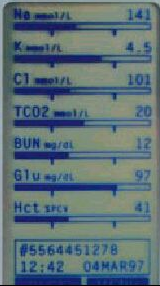 Na mmol/L 141
K mmol/L 4.5
Cl mmol/L 101
TCO2 mmol/L 20
BUN mg/dL 12
Glu mg/dL 97
Hct %PCV 41
#5564451278
12:42 04MAR97